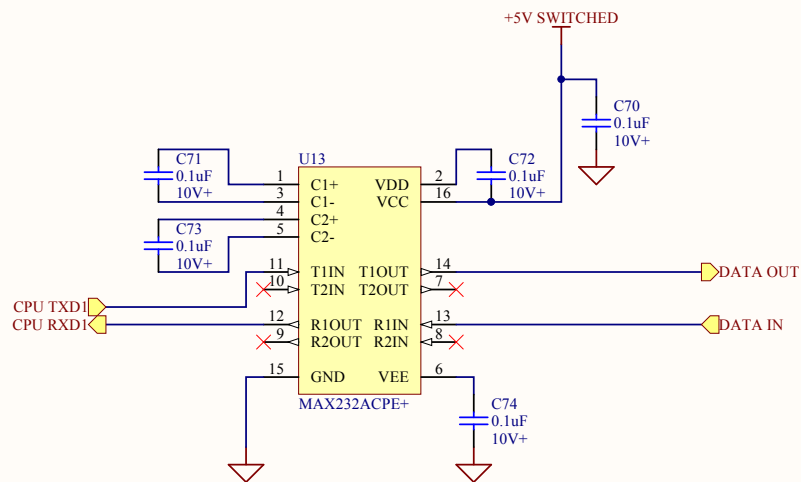 +5V SWITCHED
C70
0.1uF
10V+
U13
C71
0.1uF
10V+
C72
0.1uF
10V+
1 C1+ VDD 2
3 C1- VCC 16
4 C2+
5 C2-
C73
0.1uF
10V+
11 T1IN T1OUT 14 DATA OUT
10 T2IN T2OUT 7
CPU TXD1
CPU RXD1 12 R1OUT R1IN 13 DATA IN
9 R2OUT R2IN 8
15 GND VEE 6
MAX232ACPE+
C74
0.1uF
10V+